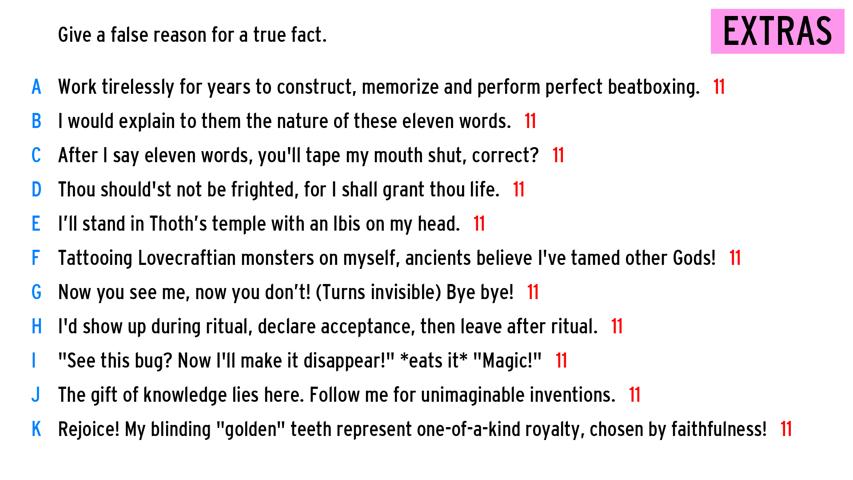 Give a false reason for a true fact.
EXTRAS
A Work tirelessly for years to construct, memorize and perform perfect beatboxing. 11
B I would explain to them the nature of these eleven words. 11
C After I say eleven words, you'll tape my mouth shut, correct? 11
D Thou should'st not be frighted, for I shall grant thou life. 11
E I’ll stand in Thoth’s temple with an Ibis on my head. 11
F Tattooing Lovecraftian monsters on myself, ancients believe I've tamed other Gods! 11
G Now you see me, now you don’t! (Turns invisible) Bye bye! 11
H I'd show up during ritual, declare acceptance, then leave after ritual. 11
I "See this bug? Now I'll make it disappear!" *eats it* "Magic!" 11
J The gift of knowledge lies here. Follow me for unimaginable inventions. 11
K Rejoice! My blinding "golden" teeth represent one-of-a-kind royalty, chosen by faithfulness! 11